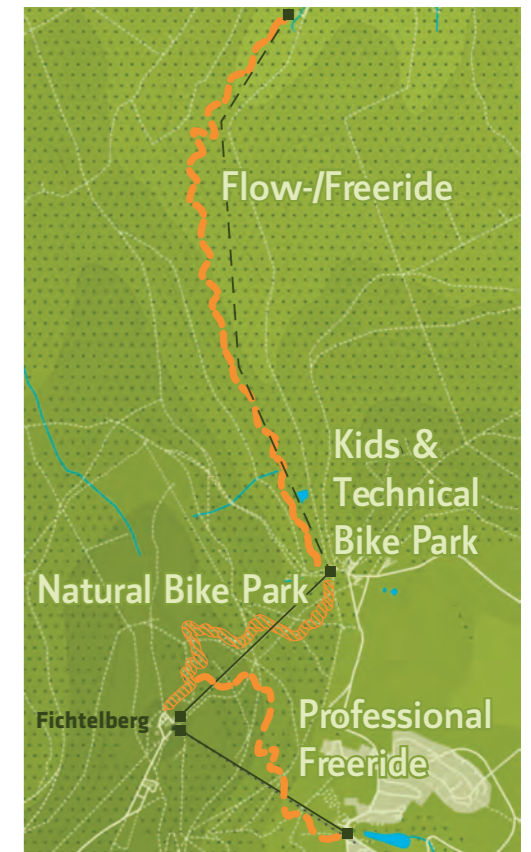 Flow-/Freeride
Kids &
Technical
Bike Park
Natural Bike Park
Fichtelberg
Professional
Freeride